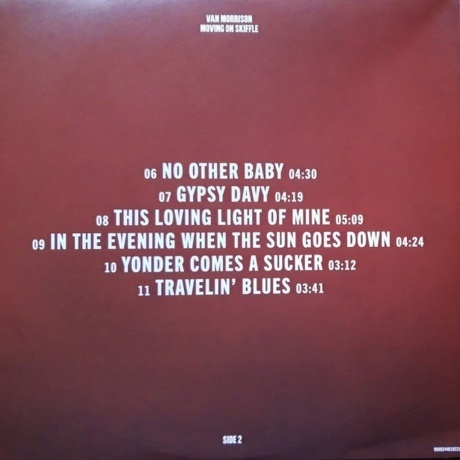 VAN MORRISON
MOVING ON SKIFFLE
06 NO OTHER BABY 04:30
07 GYPSY DAVY 04:19
08 THIS LOVING LIGHT OF MINE 05:09
09 IN THE EVENING WHEN THE SUN GOES DOWN 04:24
10 YONDER COMES A SUCKER 03:12
11 TRAVELIN' BLUES 03:41
SIDE 2